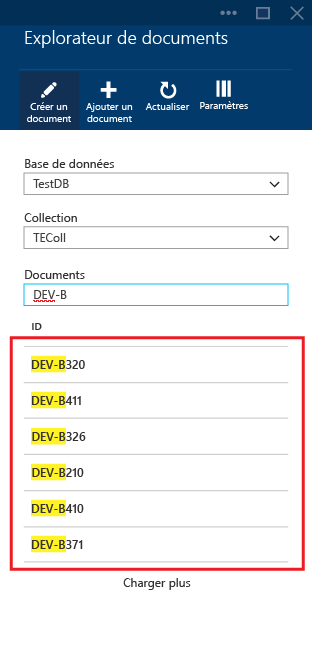 Explorateur de documents
Créer un document
Ajouter un document
Actualiser
Paramètres
Base de données
TestDB
Collection
TEColl
Documents
DEV-B
ID
DEV-B320
DEV-B411
DEV-B326
DEV-B210
DEV-B410
DEV-B371
Charger plus